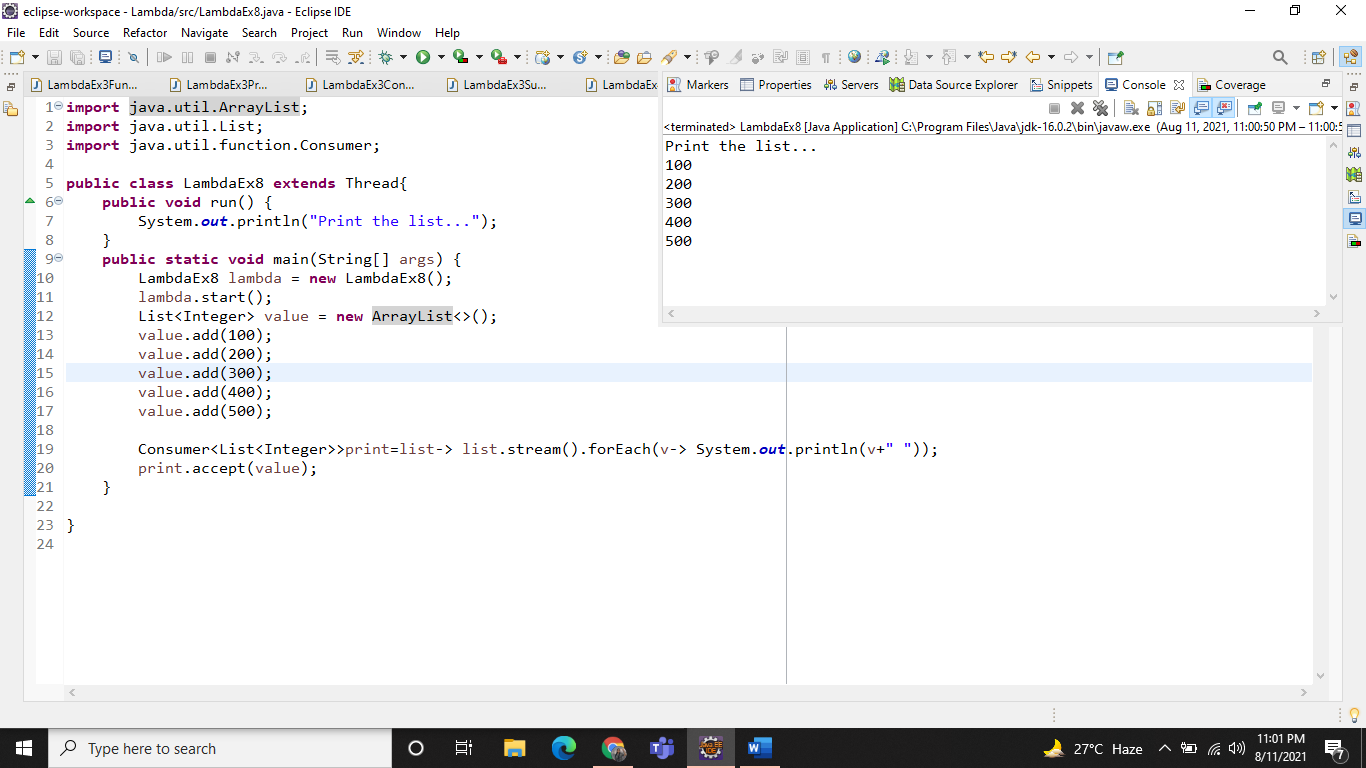 eclipse-workspace - Lambda/src/LambdaEx8.java - Eclipse IDE
File Edit Source Refactor Navigate Search Project Run Window Help
LambdaEx3Fun... LambdaEx3Pr... LambdaEx3Con... LambdaEx3Su... LambdaEx
Markers Properties Servers Data Source Explorer Snippets Console Coverage
<terminated> LambdaEx8 [Java Application] C:\Program Files\Java\jdk-16.0.2\bin\javaw.exe (Aug 11, 2021, 11:00:50 PM – 11:00:5
Print the list...
100
200
300
400
500
1 import java.util.ArrayList;
2 import java.util.List;
3 import java.util.function.Consumer;
4
5 public class LambdaEx8 extends Thread{
6 public void run() {
7 System.out.println("Print the list...");
8 }
9 public static void main(String[] args) {
10 LambdaEx8 lambda = new LambdaEx8();
11 lambda.start();
12 List<Integer> value = new ArrayList<>();
13 value.add(100);
14 value.add(200);
15 value.add(300);
16 value.add(400);
17 value.add(500);
18
19 Consumer<List<Integer>>print=list-> list.stream().forEach(v-> System.out.println(v+" "));
20 print.accept(value);
21 }
22
23 }
24
Type here to search
27°C Haze
11:01 PM
8/11/2021
7